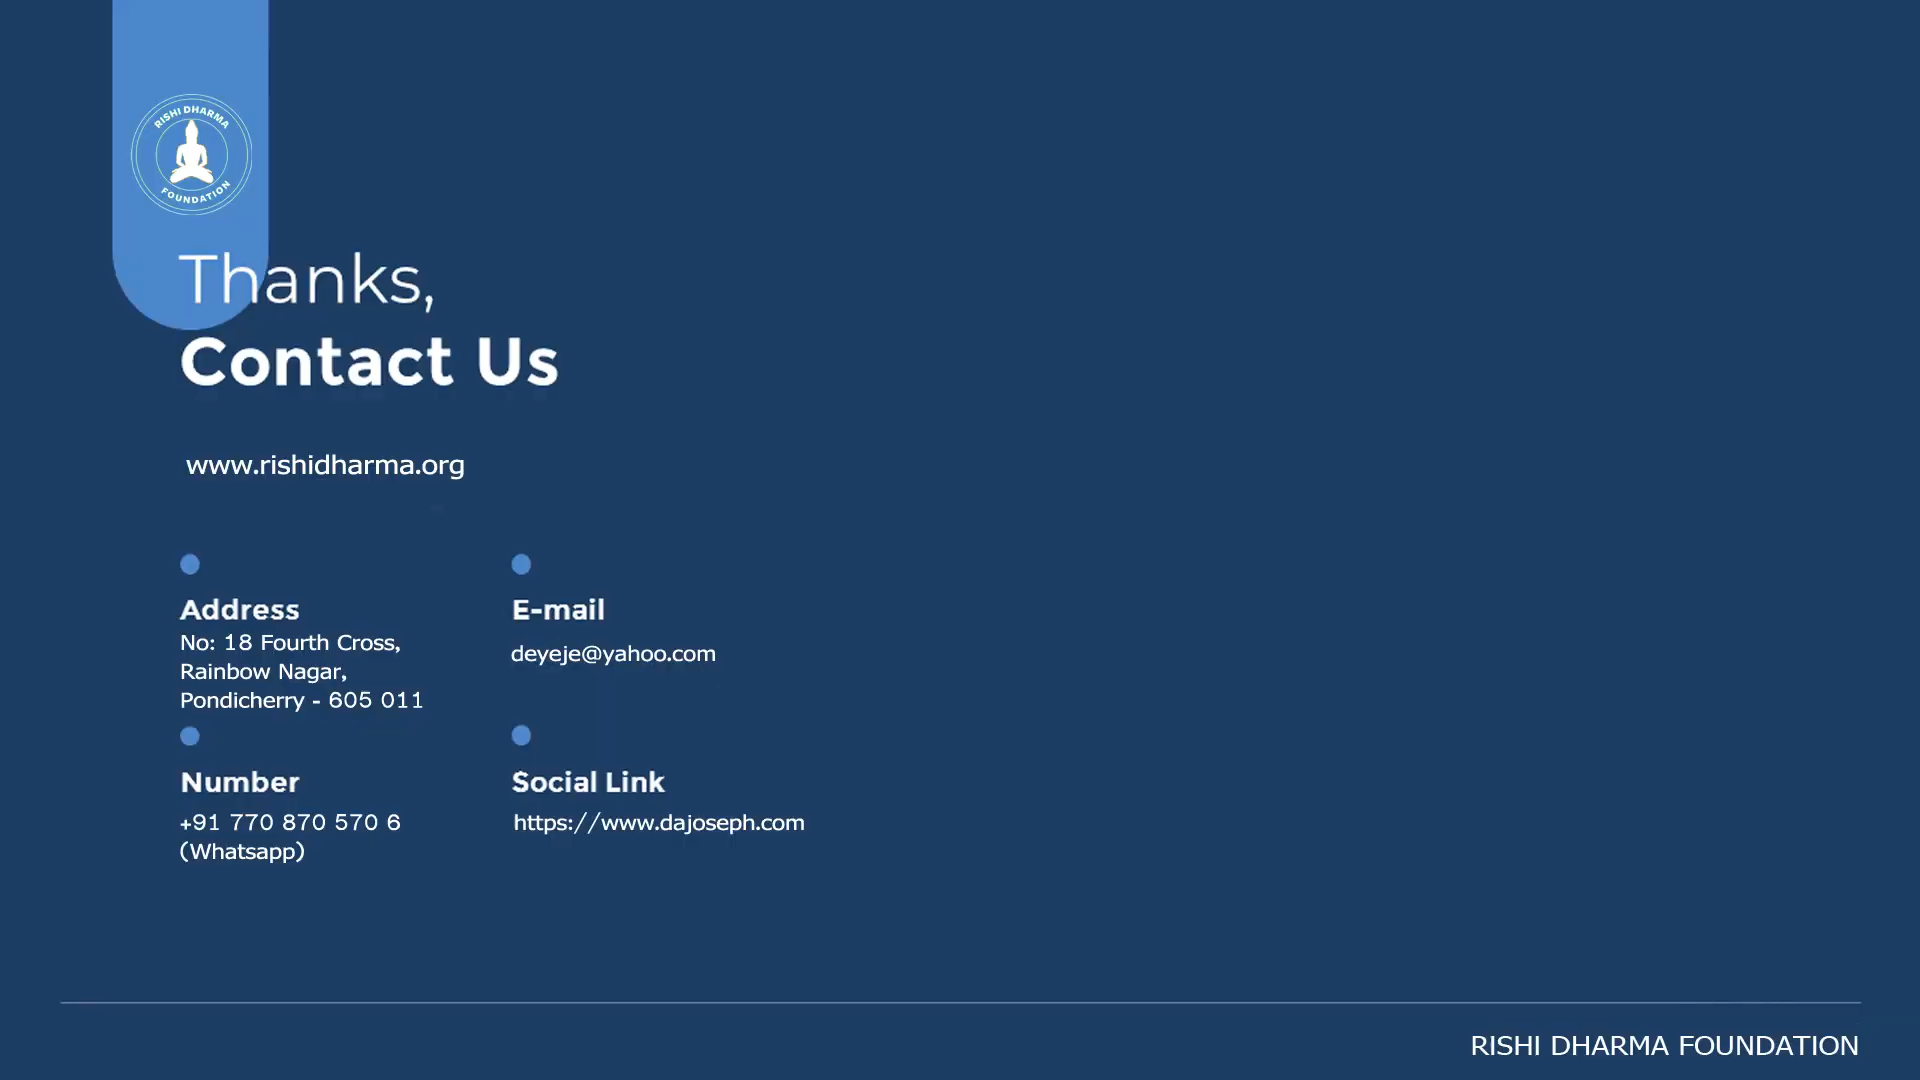 RISHI DHARMA
FOUNDATION
Thanks,
Contact Us
www.rishidharma.org
Address
No: 18 Fourth Cross,
Rainbow Nagar,
Pondicherry - 605 011
E-mail
deyeje@yahoo.com
Number
+91 770 870 570 6
(Whatsapp)
Social Link
https://www.dajoseph.com
RISHI DHARMA FOUNDATION